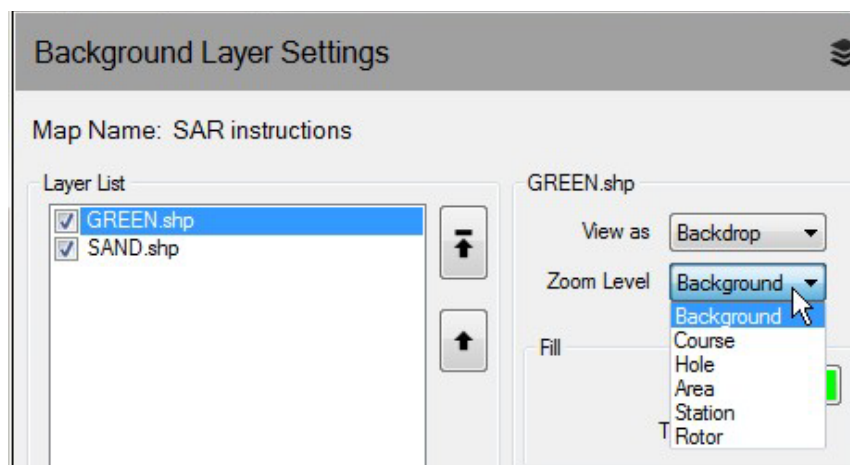 Background Layer Settings
Map Name: SAR instructions
Layer List
GREEN.shp
SAND.shp
GREEN.shp
View as Backdrop
Zoom Level Background
Background
Course
Hole
Area
Station
Rotor
Fill
T